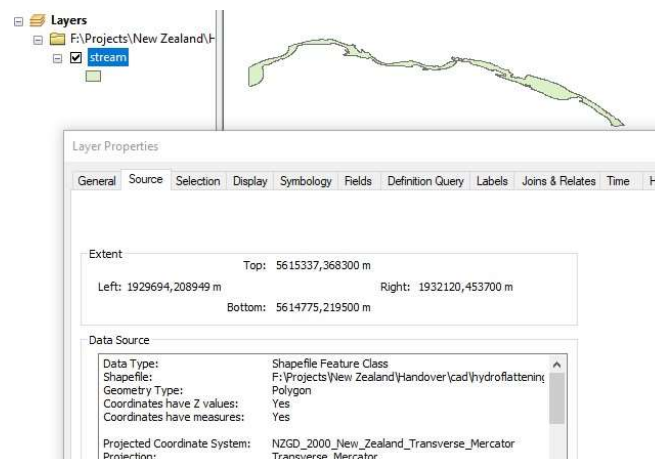 Layers
F:\Projects\New Zealand\H
stream
Layer Properties
General Source Selection Display Symbology Fields Definition Query Labels Joins & Relates Time H
Extent
Top: 5615337,368300 m
Left: 1929694,208949 m Right: 1932120,453700 m
Bottom: 5614775,219500 m
Data Source
Data Type: Shapefile Feature Class
Shapefile: F:\Projects\New Zealand\Handover\cad\hydroflattening
Geometry Type: Polygon
Coordinates have Z values: Yes
Coordinates have measures: Yes
Projected Coordinate System: NZGD_2000_New_Zealand_Transverse_Mercator
Projection: Transverse_Mercator